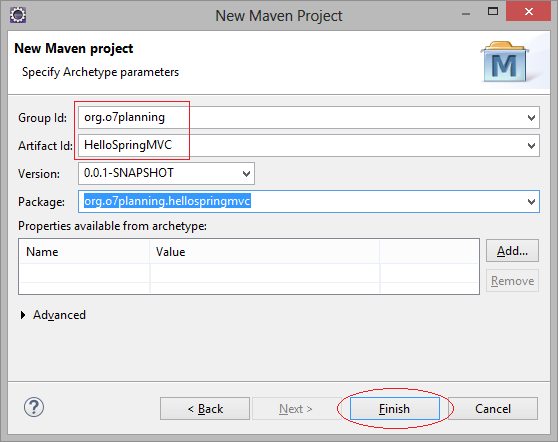 New Maven Project
New Maven project
Specify Archetype parameters
M
Group Id: org.o7planning
Artifact Id: HelloSpringMVC
Version: 0.0.1-SNAPSHOT
Package: org.o7planning.hellospringmvc
Properties available from archetype:
Name Value
Add...
Remove
Advanced
? < Back Next > Finish Cancel